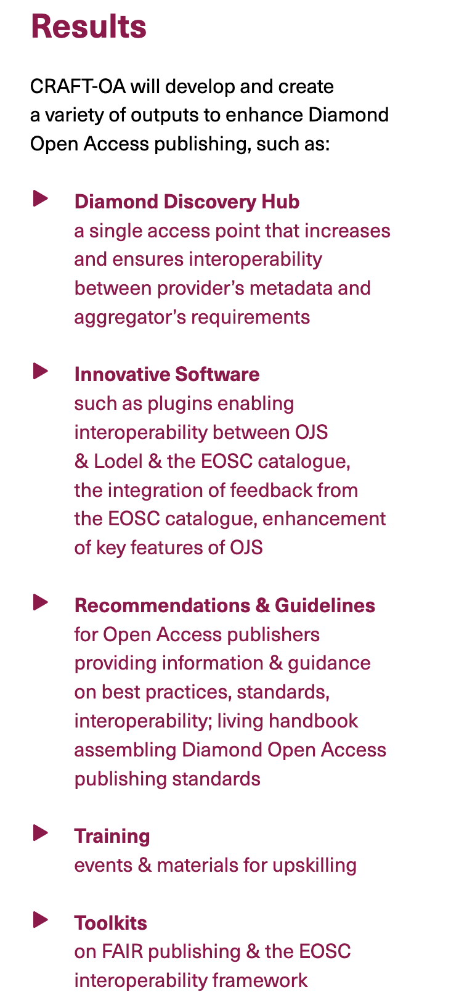 Results
CRAFT-OA will develop and create
a variety of outputs to enhance Diamond
Open Access publishing, such as:
Diamond Discovery Hub
a single access point that increases
and ensures interoperability
between provider’s metadata and
aggregator’s requirements
Innovative Software
such as plugins enabling
interoperability between OJS
& Lodel & the EOSC catalogue,
the integration of feedback from
the EOSC catalogue, enhancement
of key features of OJS
Recommendations & Guidelines
for Open Access publishers
providing information & guidance
on best practices, standards,
interoperability; living handbook
assembling Diamond Open Access
publishing standards
Training
events & materials for upskilling
Toolkits
on FAIR publishing & the EOSC
interoperability framework